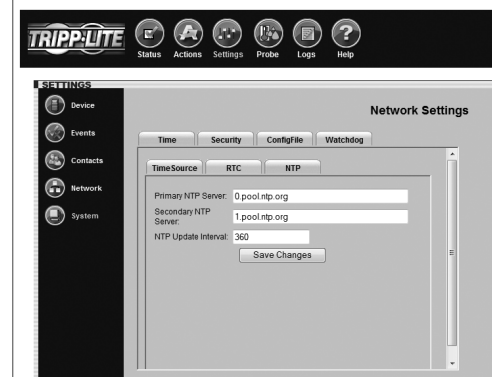 TRIPP·LITE
Status Actions Settings Probe Logs Help
SETTINGS
Device
Events
Contacts
Network
System
Network Settings
Time Security ConfigFile Watchdog
TimeSource RTC NTP
Primary NTP Server: 0.pool.ntp.org
Secondary NTP
Server: 1.pool.ntp.org
NTP Update Interval: 360
Save Changes